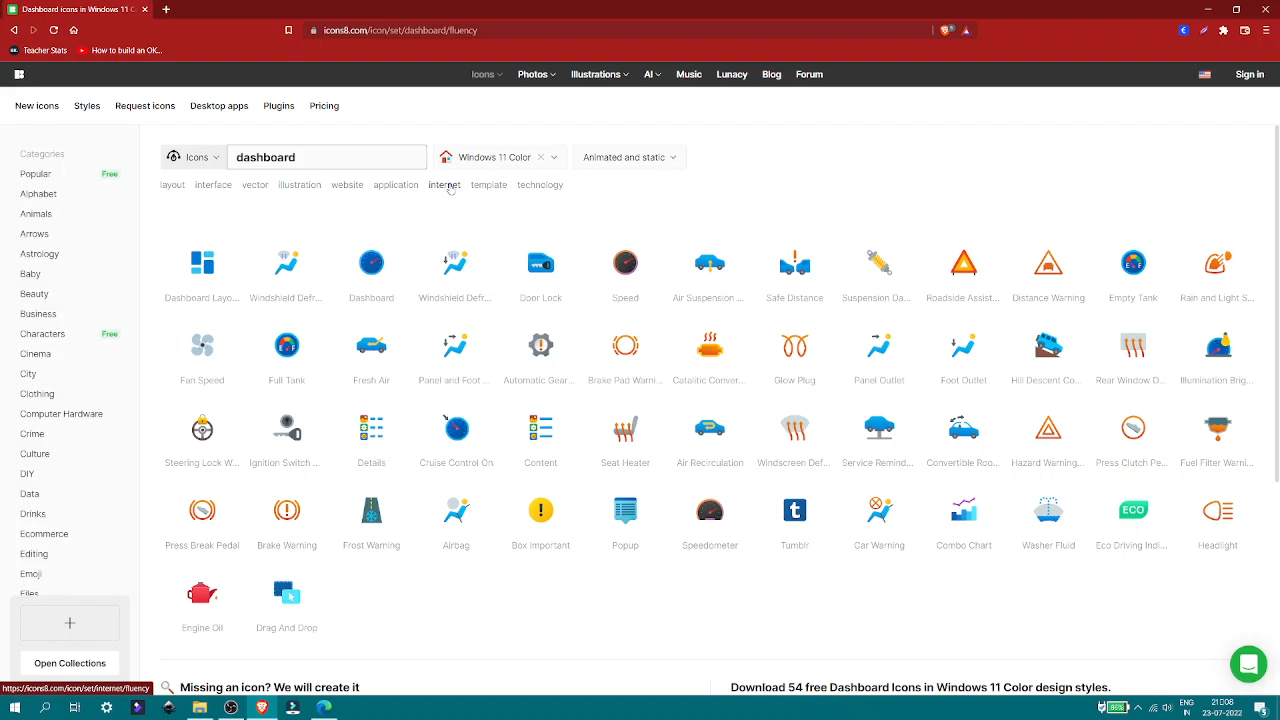 Dashboard Icons in Windows 11 C
icons8.com/icon/set/dashboard/fluency
Teacher Stats
How to build an OK...
Icons
Photos
Illustrations
AI
Music
Lunacy
Blog
Forum
Sign in
New icons
Styles
Request icons
Desktop apps
Plugins
Pricing
Categories
Popular
Free
Alphabet
Animals
Arrows
Astrology
Baby
Beauty
Business
Characters
Free
Cinema
City
Clothing
Computer Hardware
Crime
Culture
DIY
Data
Drinks
Ecommerce
Editing
Emoji
Files
Open Collections
Icons
dashboard
Windows 11 Color
Animated and static
layout interface vector illustration website application internet template technology
Dashboard Layo... Windshield Defr... Dashboard Windshield Defr... Door Lock Speed Air Suspension ... Safe Distance Suspension Da... Roadside Assist... Distance Warning Empty Tank Rain and Light S...
Fan Speed Full Tank Fresh Air Panel and Foot ... Automatic Gear... Brake Pad Warni... Catalitic Conver... Glow Plug Panel Outlet Foot Outlet Hill Descent Co... Rear Window D... Illumination Brig...
Steering Lock W... Ignition Switch ... Details Cruise Control On Content Seat Heater Air Recirculation Windscreen Def... Service Remind... Convertible Roo... Hazard Warning... Press Clutch Pe... Fuel Filter Warni...
ECO
Press Break Pedal Brake Warning Frost Warning Airbag Box Important Popup Speedometer Tumblr Car Warning Combo Chart Washer Fluid Eco Driving Indi... Headlight
Engine Oil Drag And Drop
https://icons8.com/icon/set/internet/fluency
Missing an icon? We will create it
Download 54 free Dashboard Icons in Windows 11 Color design styles.
ENG
IN
21:08
23-07-2022